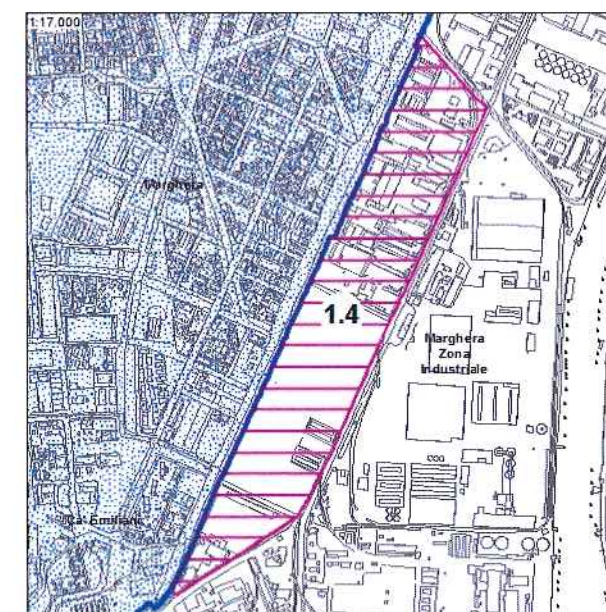 1:17.000
Marghera
1.4
Marghera
Zona
Industriale
Ca' Emiliani